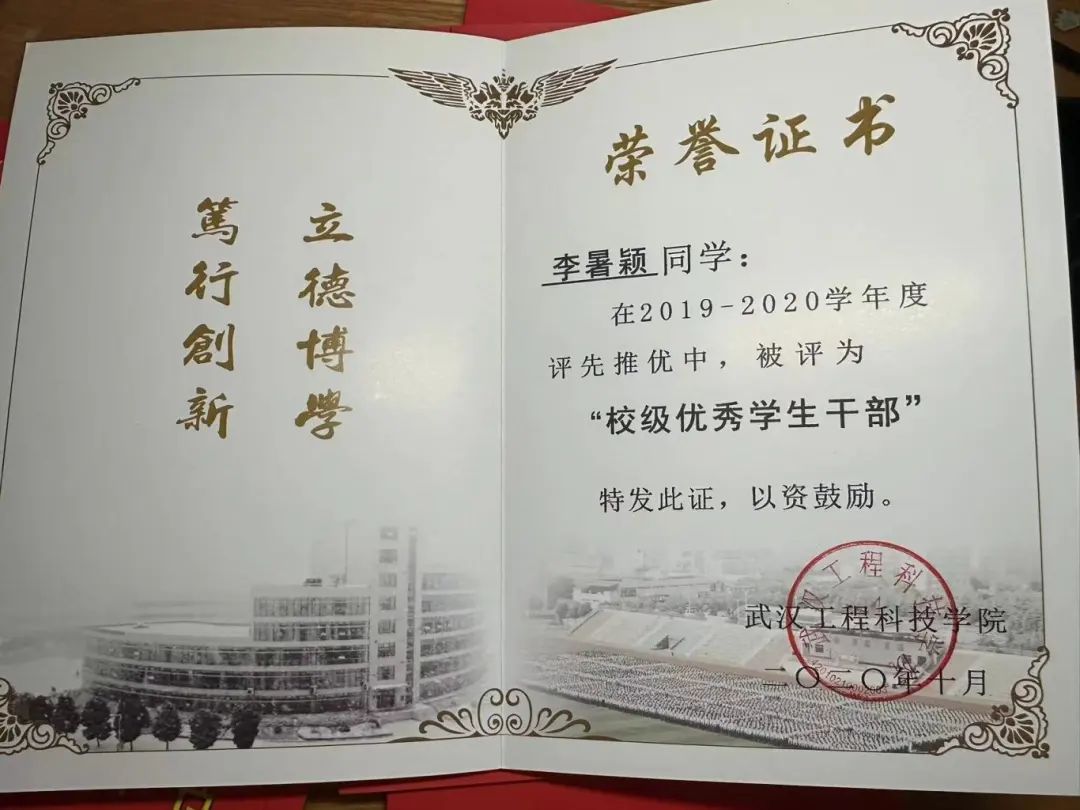 立德博學
篤行創新
荣誉证书
李暑颖同学：
在2019-2020学年度
评先推优中，被评为
“校级优秀学生干部”
特发此证，以资鼓励。
武汉工程科技学院
二〇二〇年十月